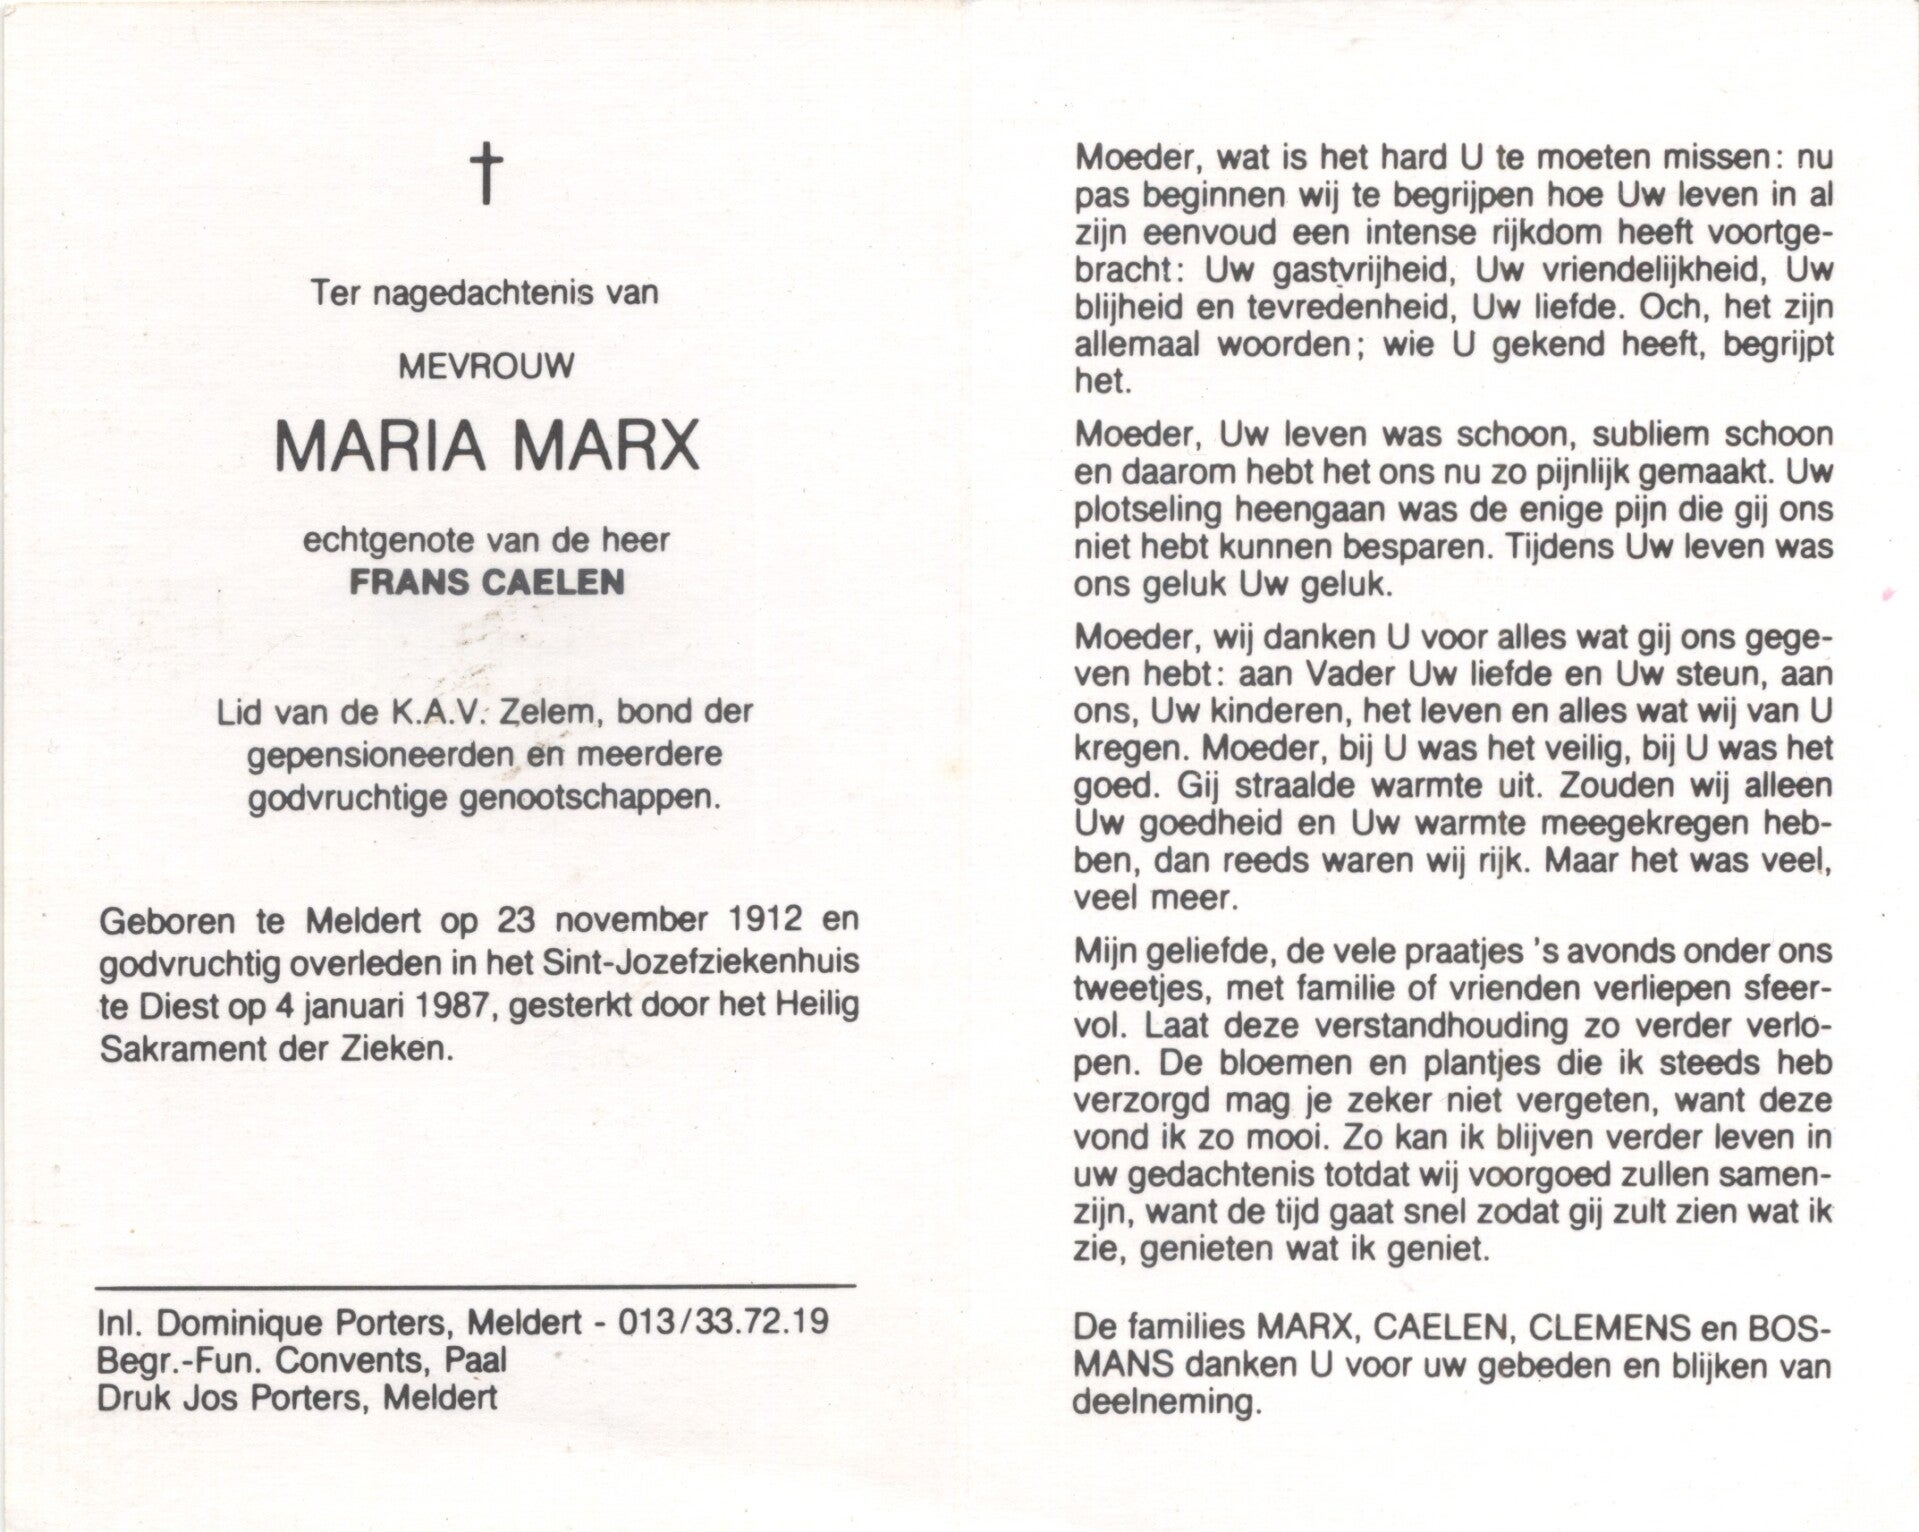 Ter nagedachtenis van
MEVROUW
MARIA MARX
echtgenote van de heer
FRANS CAELEN
Lid van de K.A.V. Zelem, bond der
gepensioneerden en meerdere
godvruchtige genootschappen.
Geboren te Meldert op 23 november 1912 en
godvruchtig overleden in het Sint-Jozefziekenhuis
te Diest op 4 januari 1987, gesterkt door het Heilig
Sakrament der Zieken.
Inl. Dominique Porters, Meldert - 013/33.72.19
Begr.-Fun. Convents, Paal
Druk Jos Porters, Meldert
Moeder, wat is het hard U te moeten missen: nu
pas beginnen wij te begrijpen hoe Uw leven in al
zijn eenvoud een intense rijkdom heeft voortge-
bracht: Uw gastvrijheid, Uw vriendelijkheid, Uw
blijheid en tevredenheid, Uw liefde. Och, het zijn
allemaal woorden; wie U gekend heeft, begrijpt
het.
Moeder, Uw leven was schoon, subliem schoon
en daarom hebt het ons nu zo pijnlijk gemaakt. Uw
plotseling heengaan was de enige pijn die gij ons
niet hebt kunnen besparen. Tijdens Uw leven was
ons geluk Uw geluk.
Moeder, wij danken U voor alles wat gij ons gege-
ven hebt: aan Vader Uw liefde en Uw steun, aan
ons, Uw kinderen, het leven en alles wat wij van U
kregen. Moeder, bij U was het veilig, bij U was het
goed. Gij straalde warmte uit. Zouden wij alleen
Uw goedheid en Uw warmte meegekregen heb-
ben, dan reeds waren wij rijk. Maar het was veel,
veel meer.
Mijn geliefde, de vele praatjes 's avonds onder ons
tweetjes, met familie of vrienden verliepen sfeer-
vol. Laat deze verstandhouding zo verder verlo-
pen. De bloemen en plantjes die ik steeds heb
verzorgd mag je zeker niet vergeten, want deze
vond ik zo mooi. Zo kan ik blijven verder leven in
uw gedachtenis totdat wij voorgoed zullen samen-
zijn, want de tijd gaat snel zodat gij zult zien wat ik
zie, genieten wat ik geniet.
De families MARX, CAELEN, CLEMENS en BOS-
MANS danken U voor uw gebeden en blijken van
deelneming.